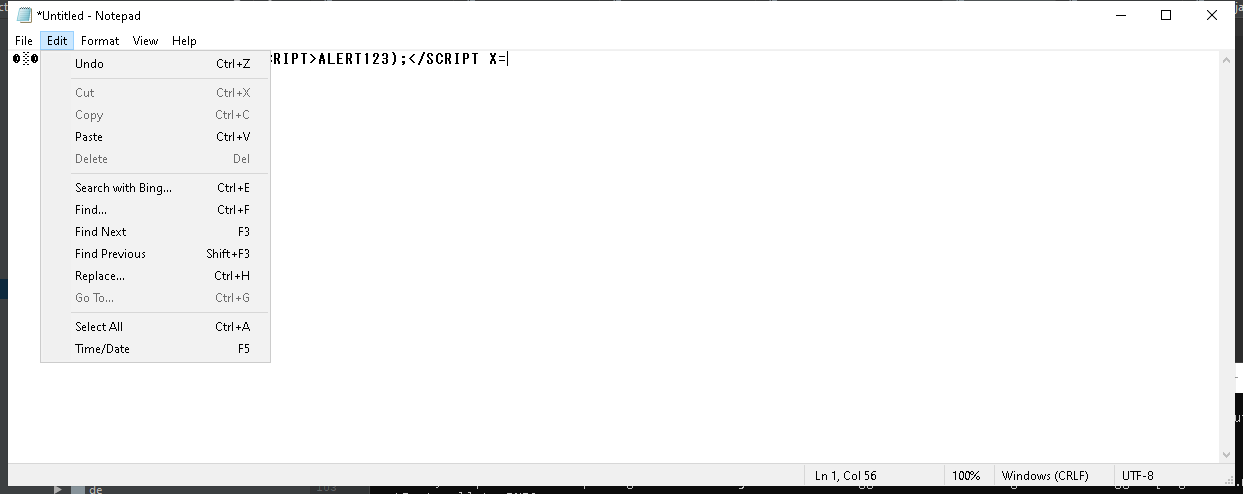 *Untitled - Notepad
File Edit Format View Help
RIPT>ALERT123);</SCRIPT X=
Undo Ctrl+Z
Cut Ctrl+X
Copy Ctrl+C
Paste Ctrl+V
Delete Del
Search with Bing... Ctrl+E
Find... Ctrl+F
Find Next F3
Find Previous Shift+F3
Replace... Ctrl+H
Go To... Ctrl+G
Select All Ctrl+A
Time/Date F5
Ln 1, Col 56 100% Windows (CRLF) UTF-8
de 103